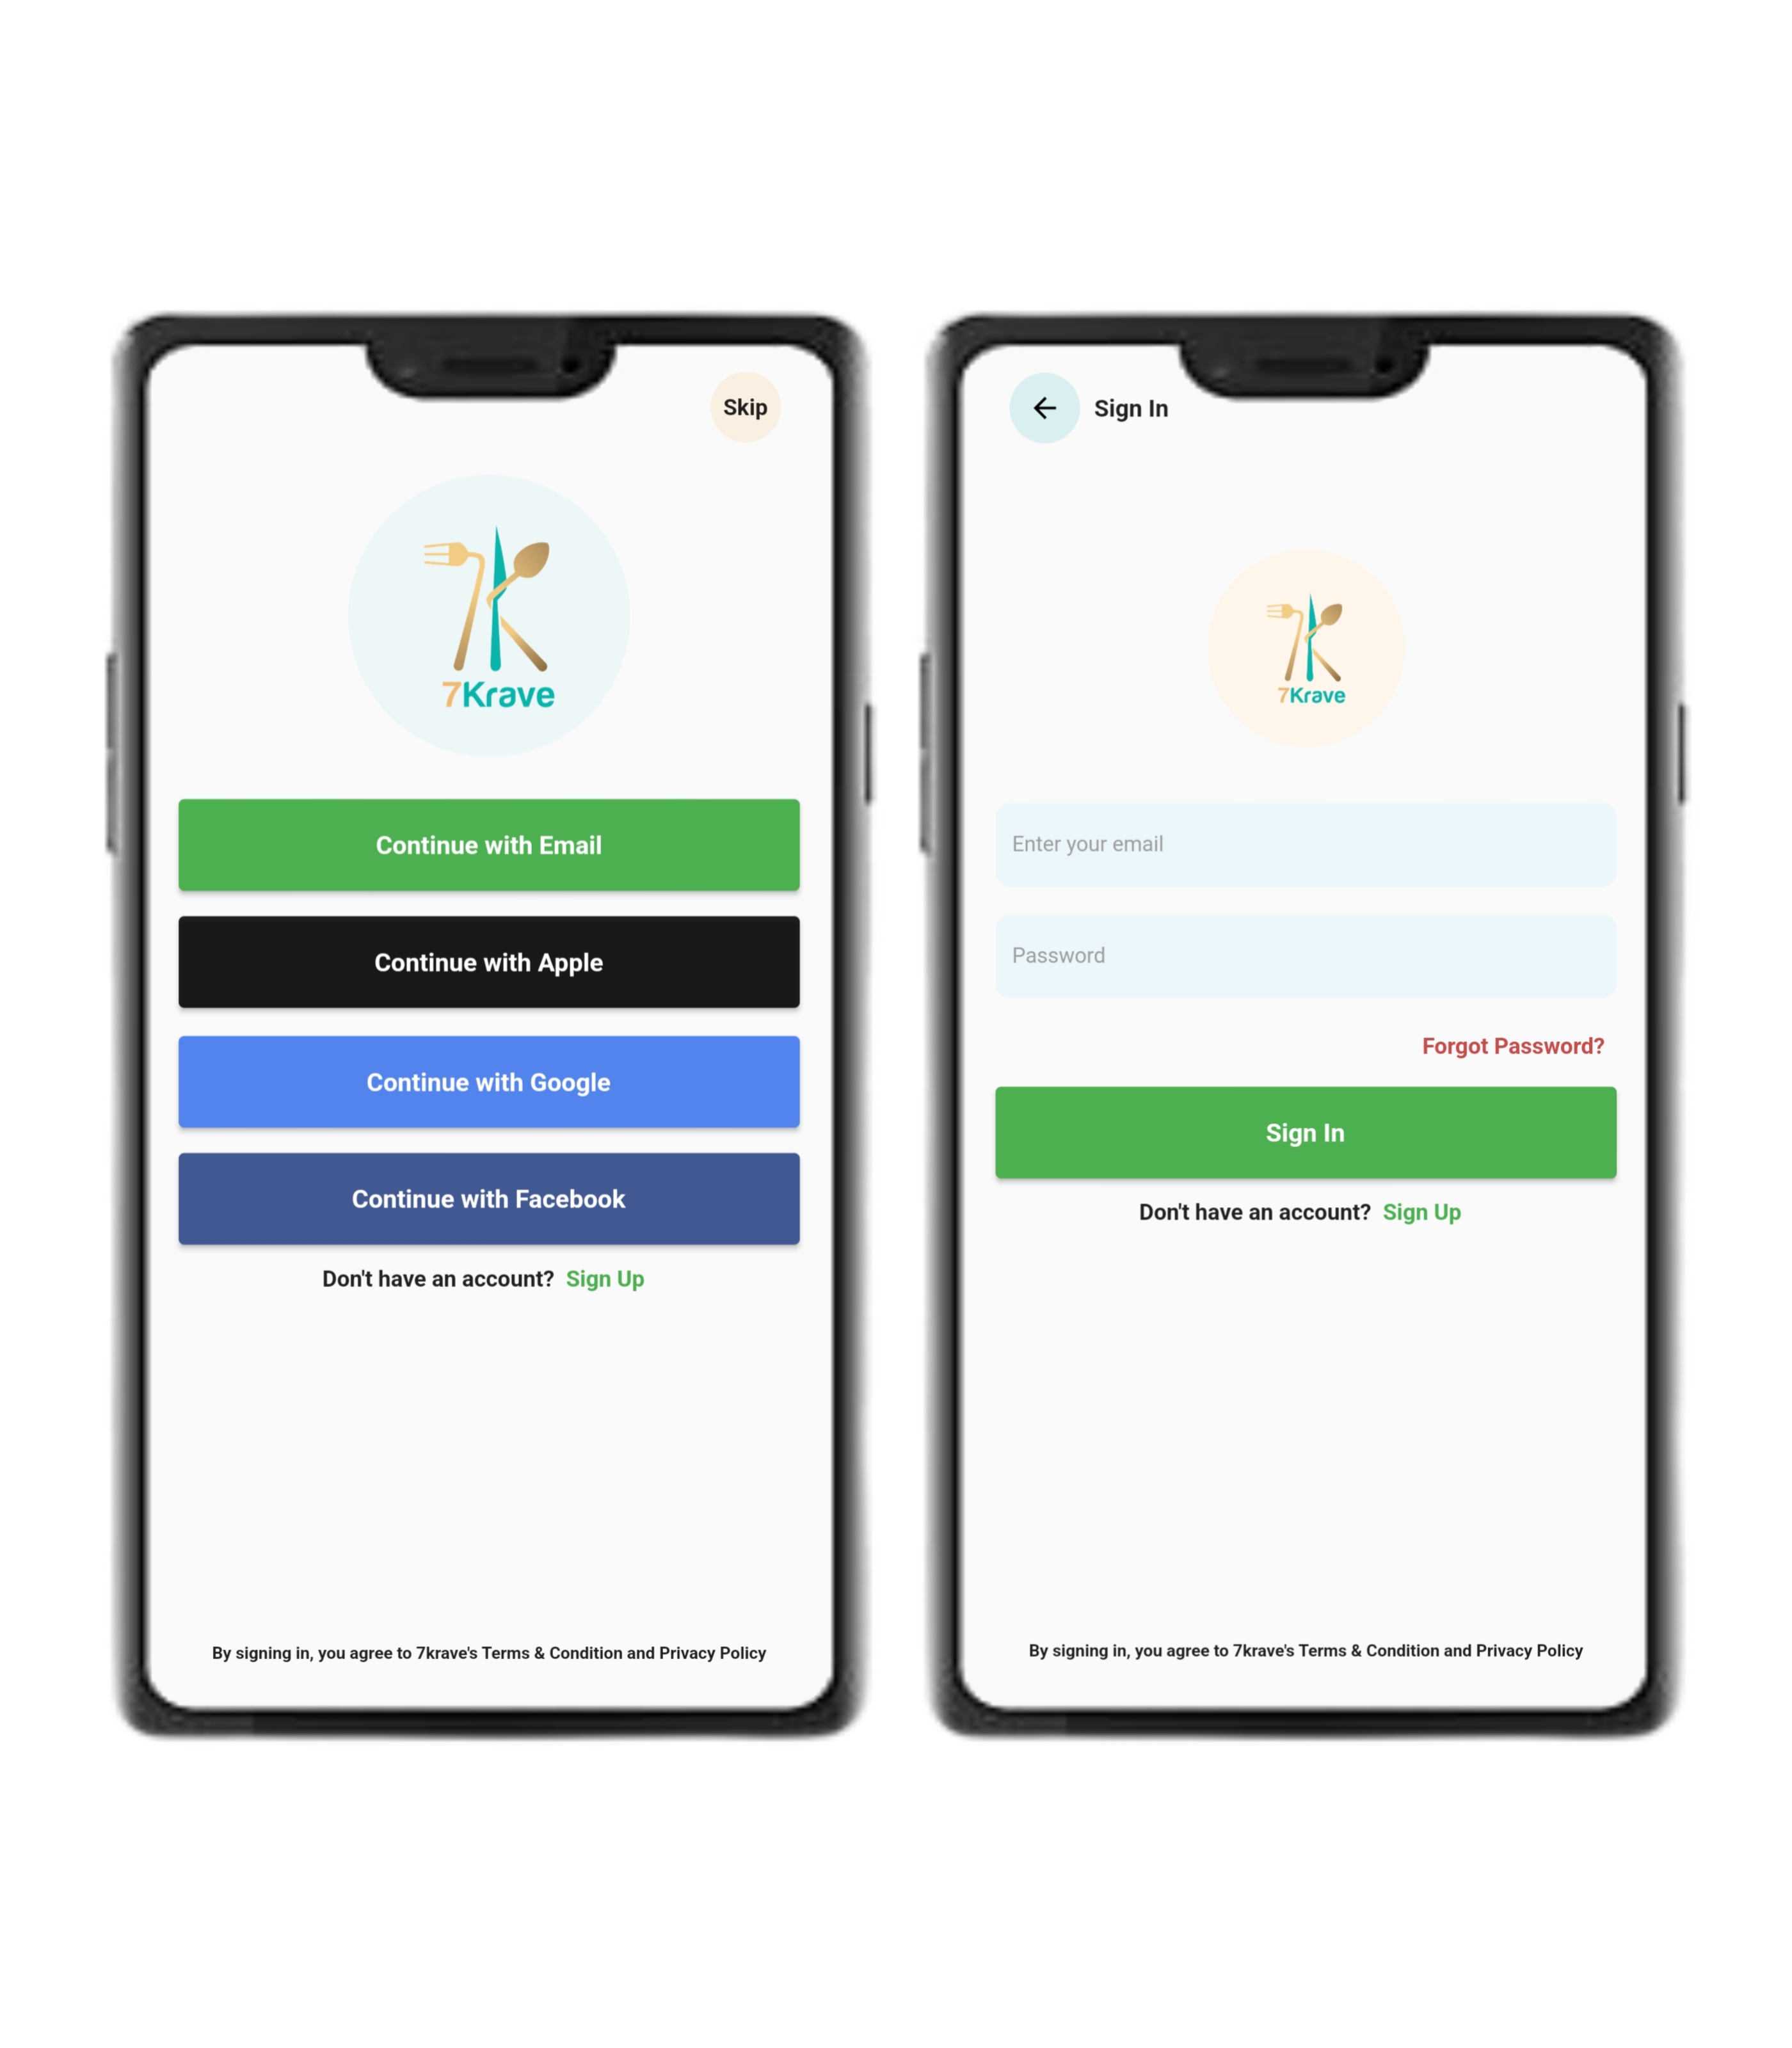 Skip
7Krave
Continue with Email
Continue with Apple
Continue with Google
Continue with Facebook
Don't have an account? Sign Up
By signing in, you agree to 7krave's Terms & Condition and Privacy Policy
Sign In
7Krave
Enter your email
Password
Forgot Password?
Sign In
Don't have an account? Sign Up
By signing in, you agree to 7krave's Terms & Condition and Privacy Policy